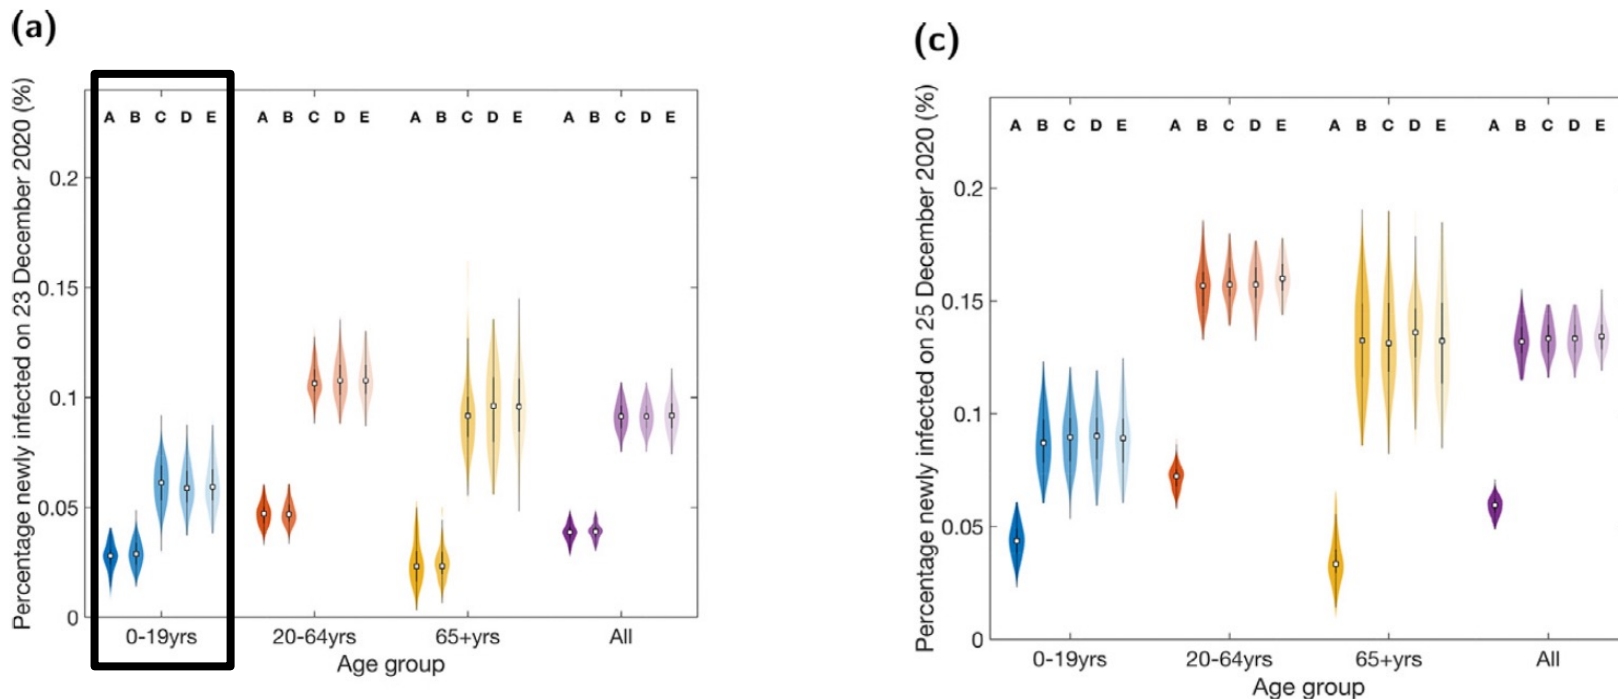 (a)
Percentage newly infected on 23 December 2020 (%)
A B C D E A B C D E A B C D E A B C D E
0.2
0.15
0.1
0.05
0
0-19yrs 20-64yrs 65+yrs All
Age group
(c)
Percentage newly infected on 25 December 2020 (%)
A B C D E A B C D E A B C D E A B C D E
0.2
0.15
0.1
0.05
0
0-19yrs 20-64yrs 65+yrs All
Age group